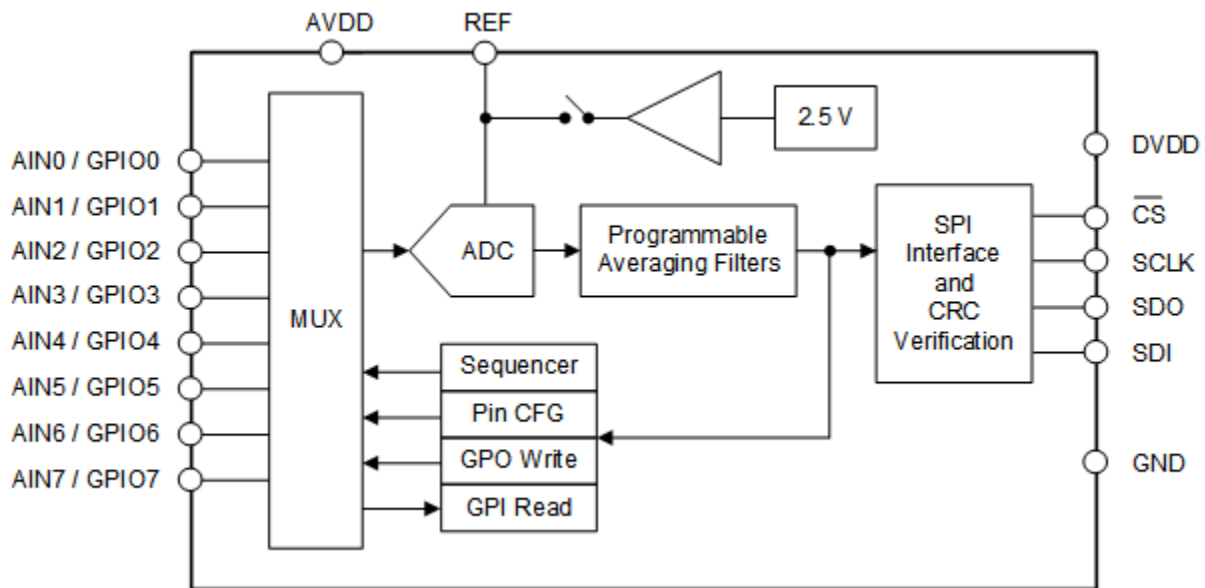 AVDD
REF
2.5 V
AIN0 / GPIO0
AIN1 / GPIO1
AIN2 / GPIO2
AIN3 / GPIO3
AIN4 / GPIO4
AIN5 / GPIO5
AIN6 / GPIO6
AIN7 / GPIO7
MUX
ADC
Programmable
Averaging Filters
Sequencer
Pin CFG
GPO Write
GPI Read
SPI
Interface
and
CRC
Verification
DVDD
C̅S̅
SCLK
SDO
SDI
GND